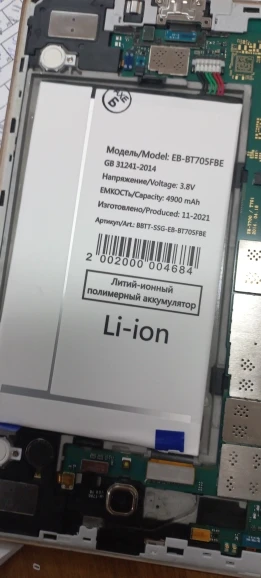 Модель/Model: EB-BT705FBE
GB 31241-2014
Напряжение/Voltage: 3.8V
ЕМКОСТЬ/Capacity: 4900 mAh
Изготовлено/Produced: 11-2021
Артикул/Art.: BBTT-SSG-EB-BT705FBE
2 002000 004684
Литий-ионный
полимерный аккумулятор
Li-ion